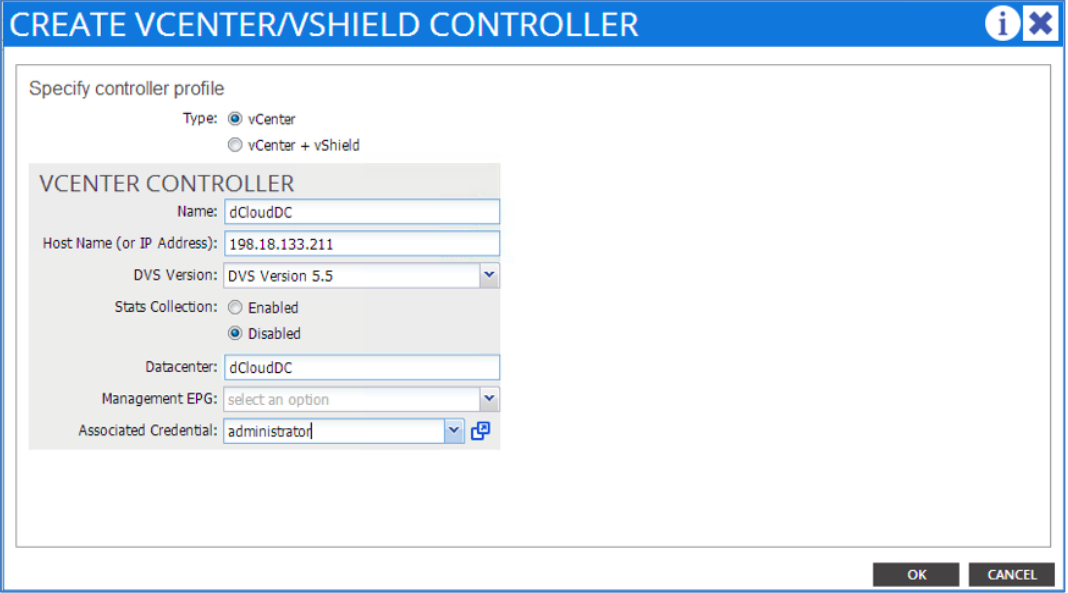 CREATE VCENTER/VSHIELD CONTROLLER i
Specify controller profile
Type: vCenter
vCenter + vShield
VCENTER CONTROLLER
Name: dCloudDC
Host Name (or IP Address): 198.18.133.211
DVS Version: DVS Version 5.5
Stats Collection: Enabled
Disabled
Datacenter: dCloudDC
Management EPG: select an option
Associated Credential: administrator
OK CANCEL